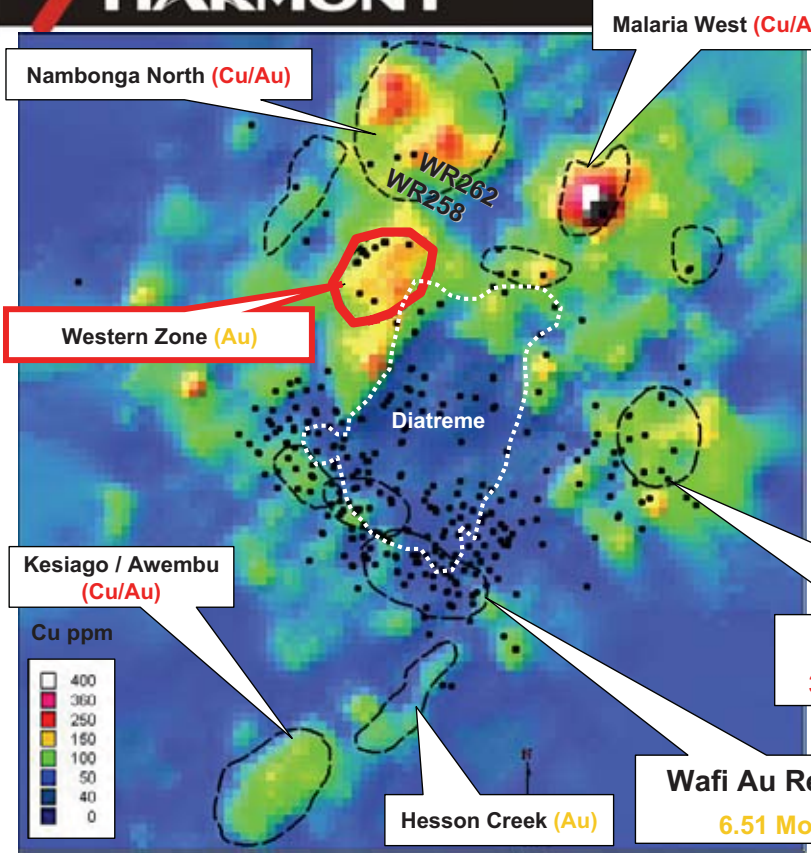 HARMONY
Malaria West (Cu/A
Nambonga North (Cu/Au)
WR262
WR258
Western Zone (Au)
Diatreme
Kesiago / Awembu
(Cu/Au)
Cu ppm
400
360
250
150
100
50
40
0
N
Wafi Au Re
6.51 Mo
Hesson Creek (Au)